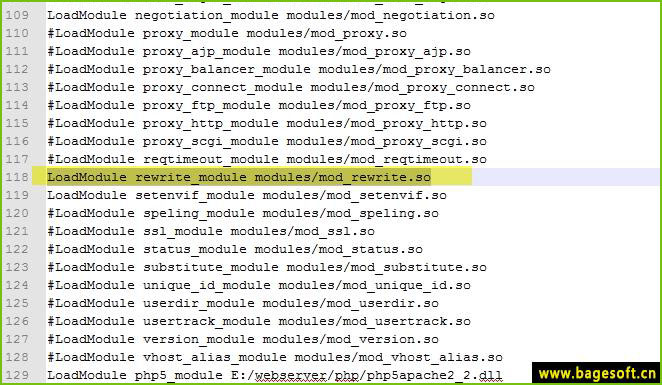 109 LoadModule negotiation_module modules/mod_negotiation.so
110 #LoadModule proxy_module modules/mod_proxy.so
111 #LoadModule proxy_ajp_module modules/mod_proxy_ajp.so
112 #LoadModule proxy_balancer_module modules/mod_proxy_balancer.so
113 #LoadModule proxy_connect_module modules/mod_proxy_connect.so
114 #LoadModule proxy_ftp_module modules/mod_proxy_ftp.so
115 #LoadModule proxy_http_module modules/mod_proxy_http.so
116 #LoadModule proxy_scgi_module modules/mod_proxy_scgi.so
117 #LoadModule reqtimeout_module modules/mod_reqtimeout.so
118 LoadModule rewrite_module modules/mod_rewrite.so
119 LoadModule setenvif_module modules/mod_setenvif.so
120 #LoadModule speling_module modules/mod_speling.so
121 #LoadModule ssl_module modules/mod_ssl.so
122 #LoadModule status_module modules/mod_status.so
123 #LoadModule substitute_module modules/mod_substitute.so
124 #LoadModule unique_id_module modules/mod_unique_id.so
125 #LoadModule userdir_module modules/mod_userdir.so
126 #LoadModule usertrack_module modules/mod_usertrack.so
127 #LoadModule version_module modules/mod_version.so
128 #LoadModule vhost_alias_module modules/mod_vhost_alias.so
129 LoadModule php5_module E:/webserver/php/php5apache2_2.dll
www.bagesoft.cn